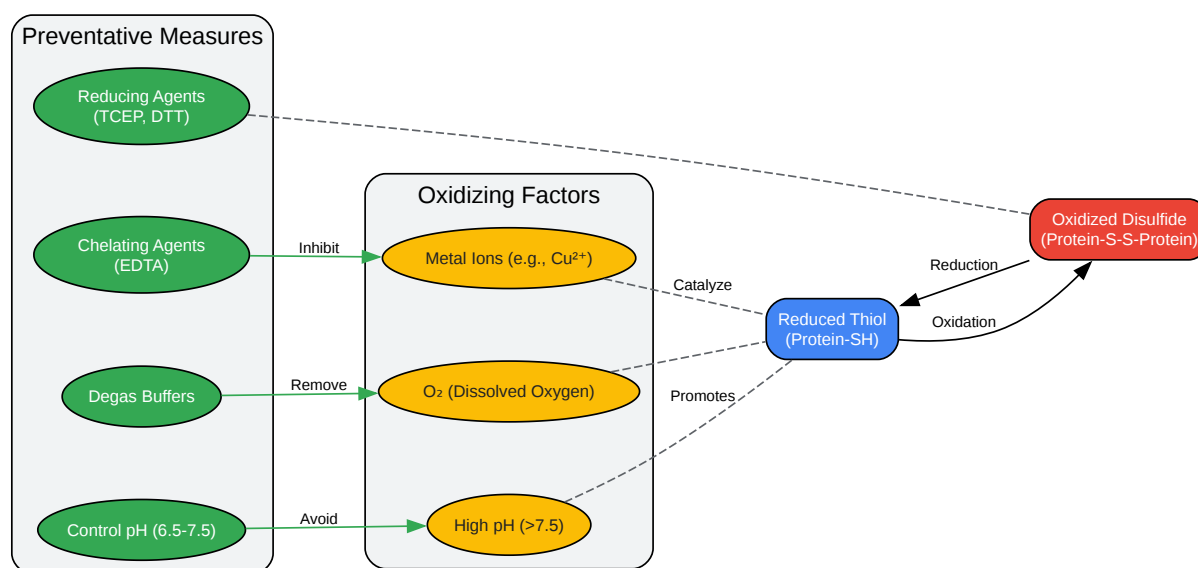 Preventative Measures
Reducing Agents
(TCEP, DTT)
Chelating Agents
(EDTA)
Degas Buffers
Control pH (6.5-7.5)
Inhibit
Remove
Avoid
Oxidizing Factors
Metal Ions (e.g., Cu²⁺)
O₂ (Dissolved Oxygen)
High pH (>7.5)
Catalyze
Promotes
Reduced Thiol
(Protein-SH)
Reduction
Oxidation
Oxidized Disulfide
(Protein-S-S-Protein)